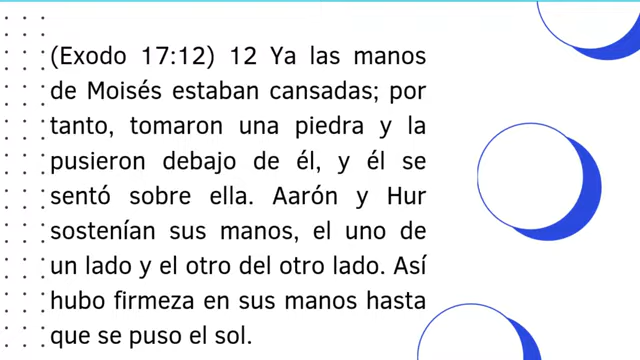 (Exodo 17:12) 12 Ya las manos
de Moisés estaban cansadas; por
tanto, tomaron una piedra y la
pusieron debajo de él, y él se
sentó sobre ella. Aarón y Hur
sostenían sus manos, el uno de
un lado y el otro del otro lado. Así
hubo firmeza en sus manos hasta
que se puso el sol.